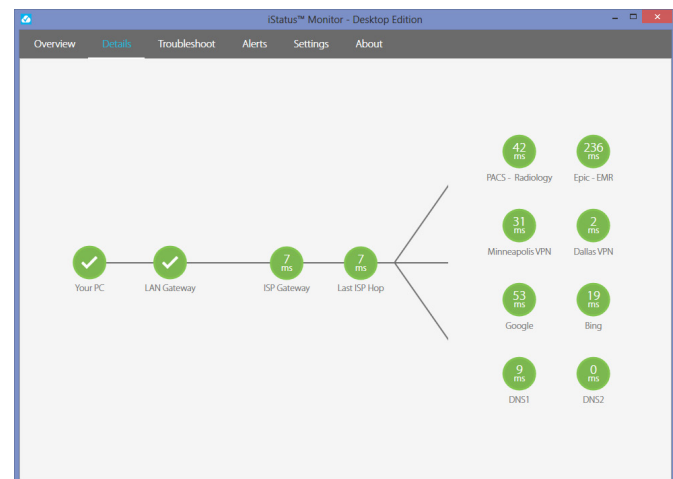 iStatus™ Monitor - Desktop Edition
Overview Details Troubleshoot Alerts Settings About
42 ms 236 ms
PACS - Radiology Epic - EMR
31 ms 2 ms
Minneapolis VPN Dallas VPN
7 ms 7 ms
Your PC LAN Gateway ISP Gateway Last ISP Hop
53 ms 19 ms
Google Bing
9 ms 0 ms
DNS1 DNS2